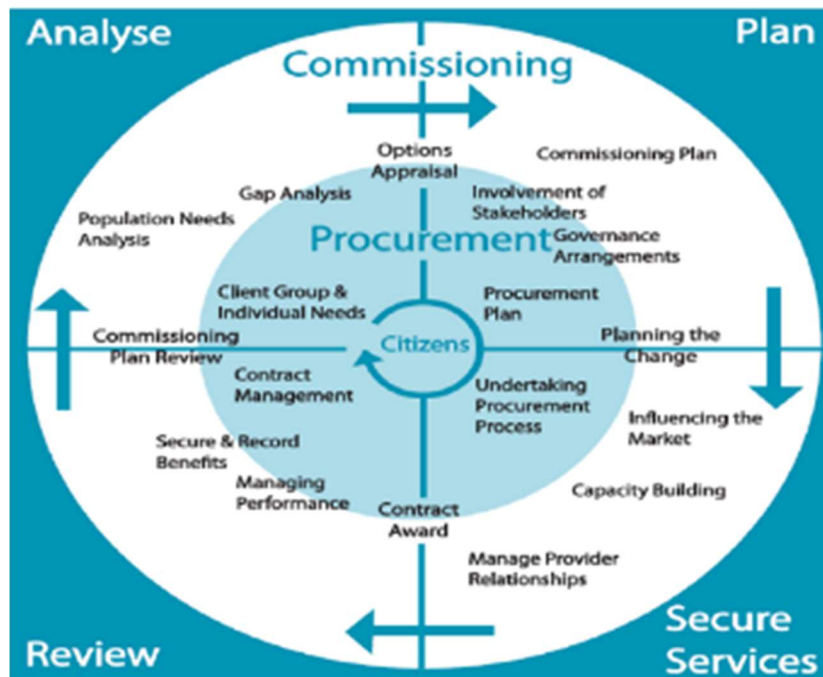 Analyse
Plan
Commissioning
Options
Appraisal
Commissioning Plan
Gap Analysis
Involvement of
Stakeholders
Population Needs
Analysis
Procurement
Governance
Arrangements
Client Group &
Individual Needs
Procurement
Plan
Commissioning
Plan Review
Citizens
Planning the
Change
Contract
Management
Undertaking
Procurement
Process
Influencing the
Market
Secure & Record
Benefits
Managing
Performance
Capacity Building
Contract
Award
Manage Provider
Relationships
Review
Secure
Services